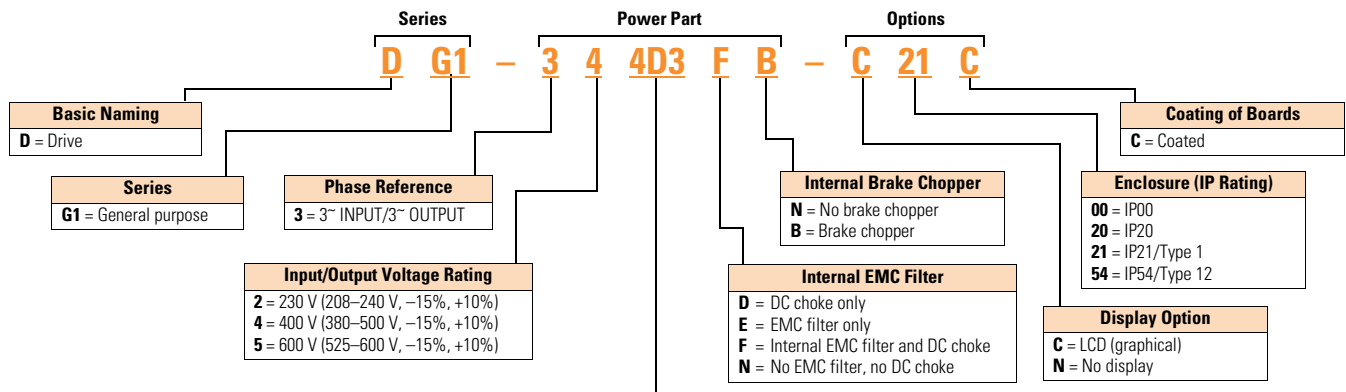 Series Power Part Options
D G1 – 3 4 4D3 F B – C 21 C
Basic Naming
D = Drive
Series
G1 = General purpose
Phase Reference
3 = 3~ INPUT/3~ OUTPUT
Input/Output Voltage Rating
2 = 230 V (208–240 V, –15%, +10%)
4 = 400 V (380–500 V, –15%, +10%)
5 = 600 V (525–600 V, –15%, +10%)
Internal Brake Chopper
N = No brake chopper
B = Brake chopper
Internal EMC Filter
D = DC choke only
E = EMC filter only
F = Internal EMC filter and DC choke
N = No EMC filter, no DC choke
Coating of Boards
C = Coated
Enclosure (IP Rating)
00 = IP00
20 = IP20
21 = IP21/Type 1
54 = IP54/Type 12
Display Option
C = LCD (graphical)
N = No display